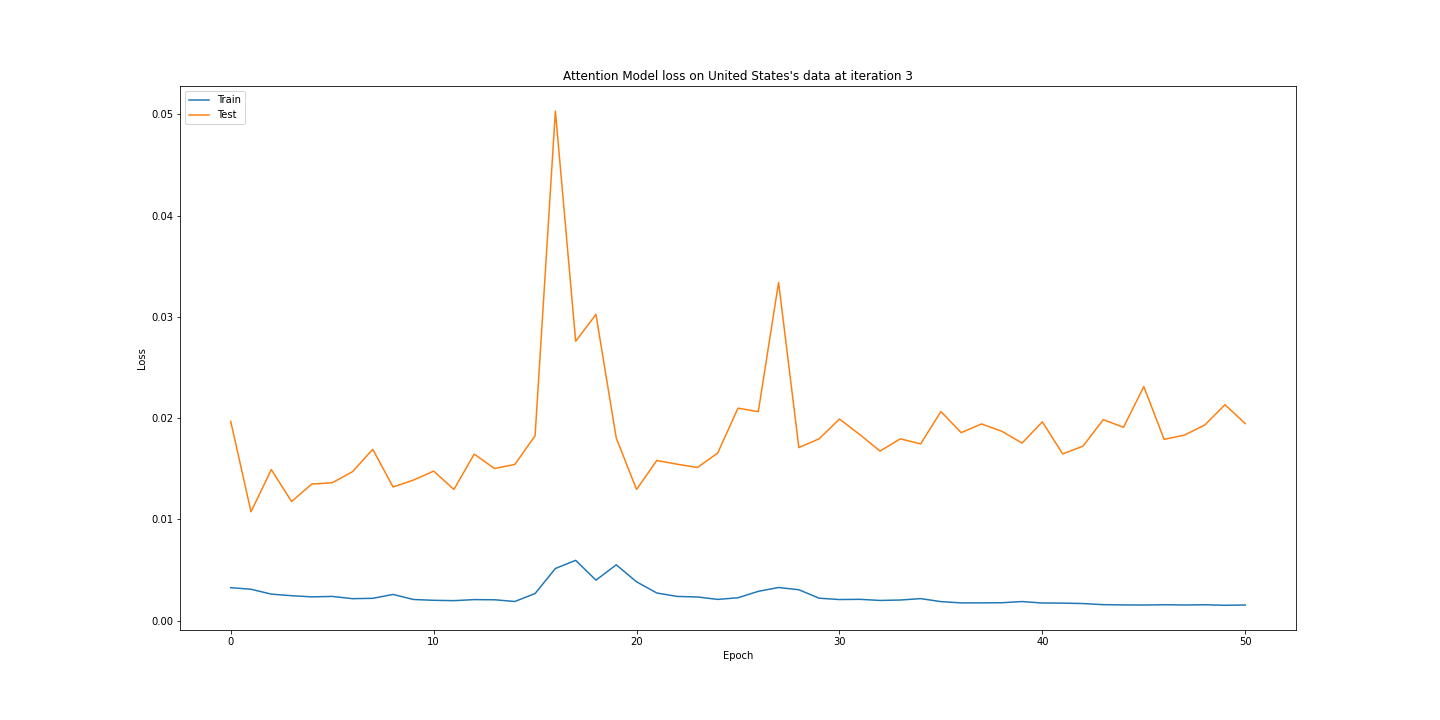 Attention Model loss on United States's data at iteration 3
Train
Test
0.05
0.04
0.03
0.02
0.01
0.00
Loss
0 10 20 30 40 50
Epoch